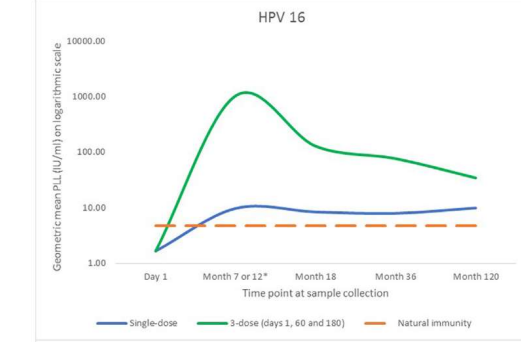 HPV 16
Geometric mean PLL (IU/ml) on logarithmic scale
10000.00
1000.00
100.00
10.00
1.00
Day 1 Month 7 or 12* Month 18 Month 36 Month 120
Time point at sample collection
Single-dose 3-dose (days 1, 60 and 180) Natural immunity